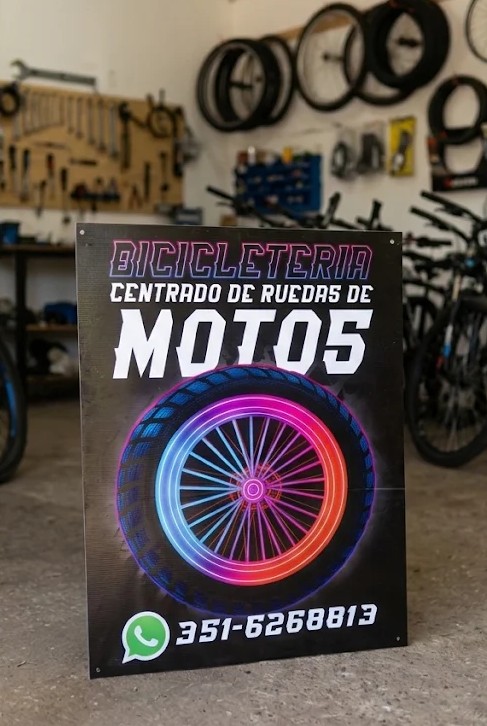 BICICLETERIA
CENTRADO DE RUEDAS DE
MOTOS
351-6268813